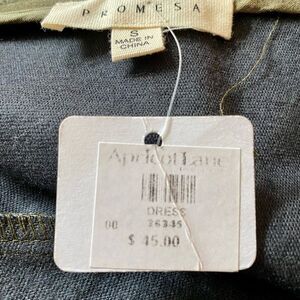 PROMESA
S
MADE IN
CHINA
Apricot Lane
DRESS
00 26345
$ 45.00